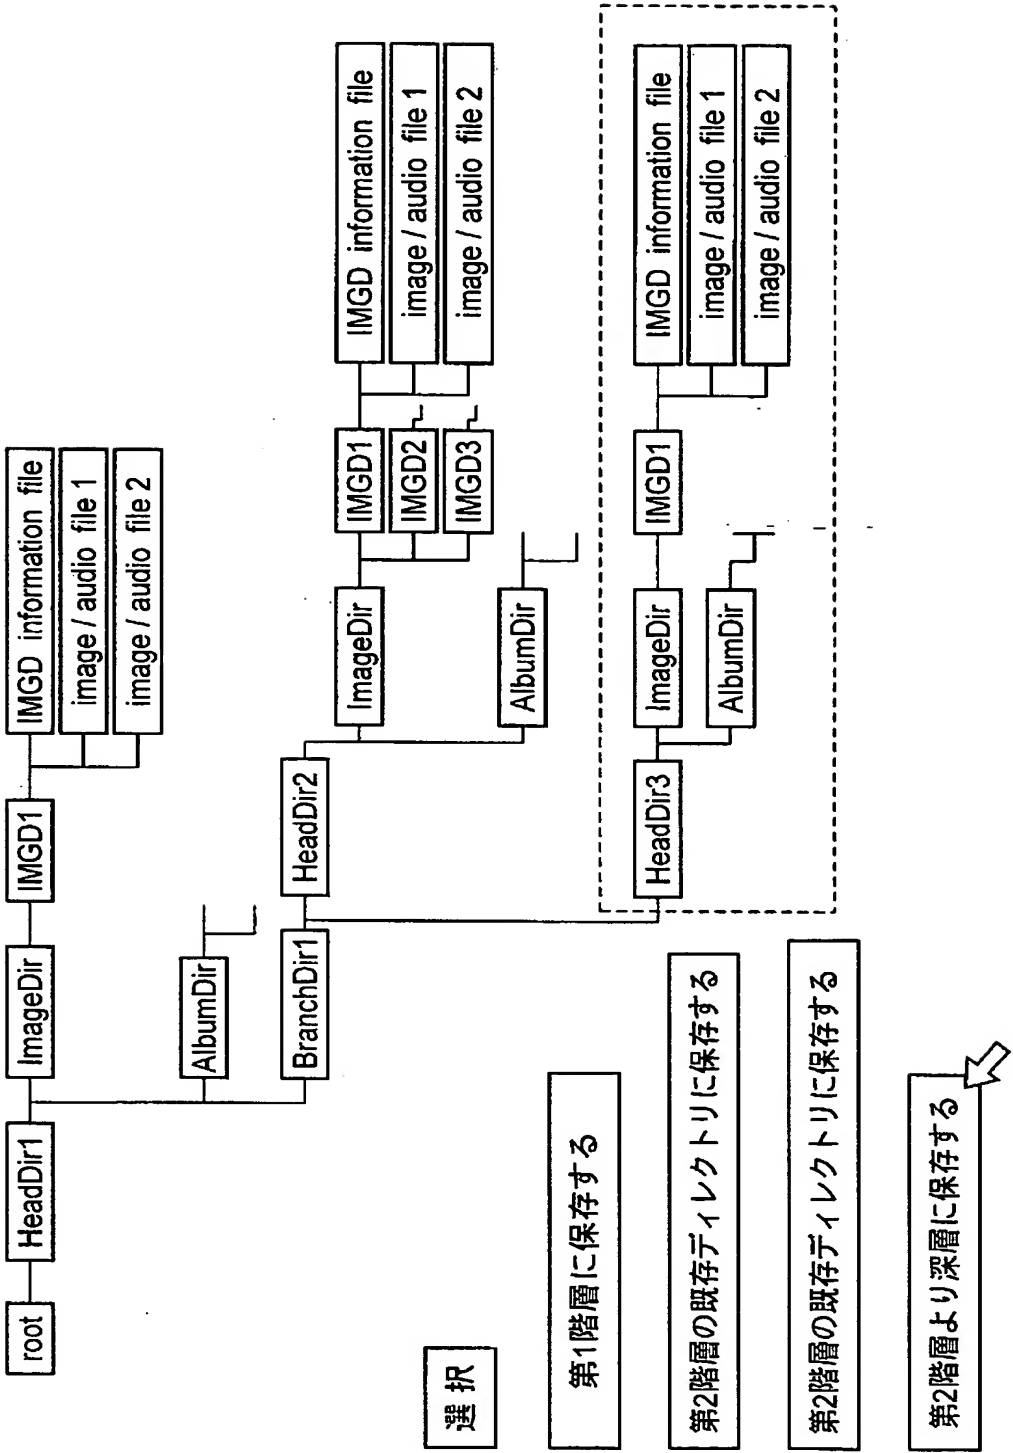 root
HeadDir1
ImageDir
IMGD1
IMGD information file
image / audio file 1
image / audio file 2
AlbumDir
BranchDir1
HeadDir2
ImageDir
IMGD1
IMGD2
IMGD3
IMGD information file
image / audio file 1
image / audio file 2
AlbumDir
HeadDir3
ImageDir
IMGD1
IMGD information file
image / audio file 1
image / audio file 2
AlbumDir
選択
第1階層に保存する
第2階層の既存ディレクトリに保存する
第2階層の既存ディレクトリに保存する
第2階層より深層に保存する